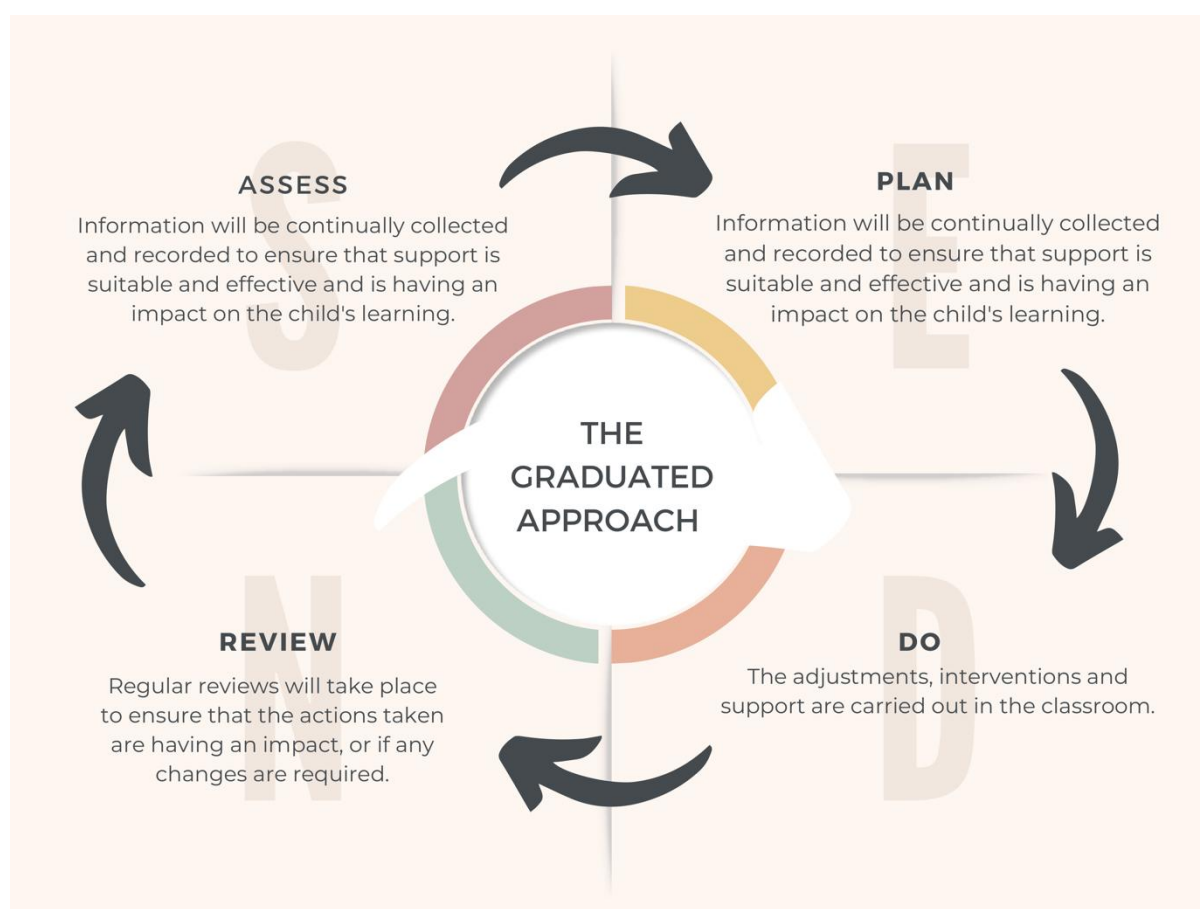 S
ASSESS
Information will be continually collected
and recorded to ensure that support is
suitable and effective and is having an
impact on the child's learning.
E
PLAN
Information will be continually collected
and recorded to ensure that support is
suitable and effective and is having an
impact on the child's learning.
THE
GRADUATED
APPROACH
N
REVIEW
Regular reviews will take place
to ensure that the actions taken
are having an impact, or if any
changes are required.
D
DO
The adjustments, interventions and
support are carried out in the classroom.